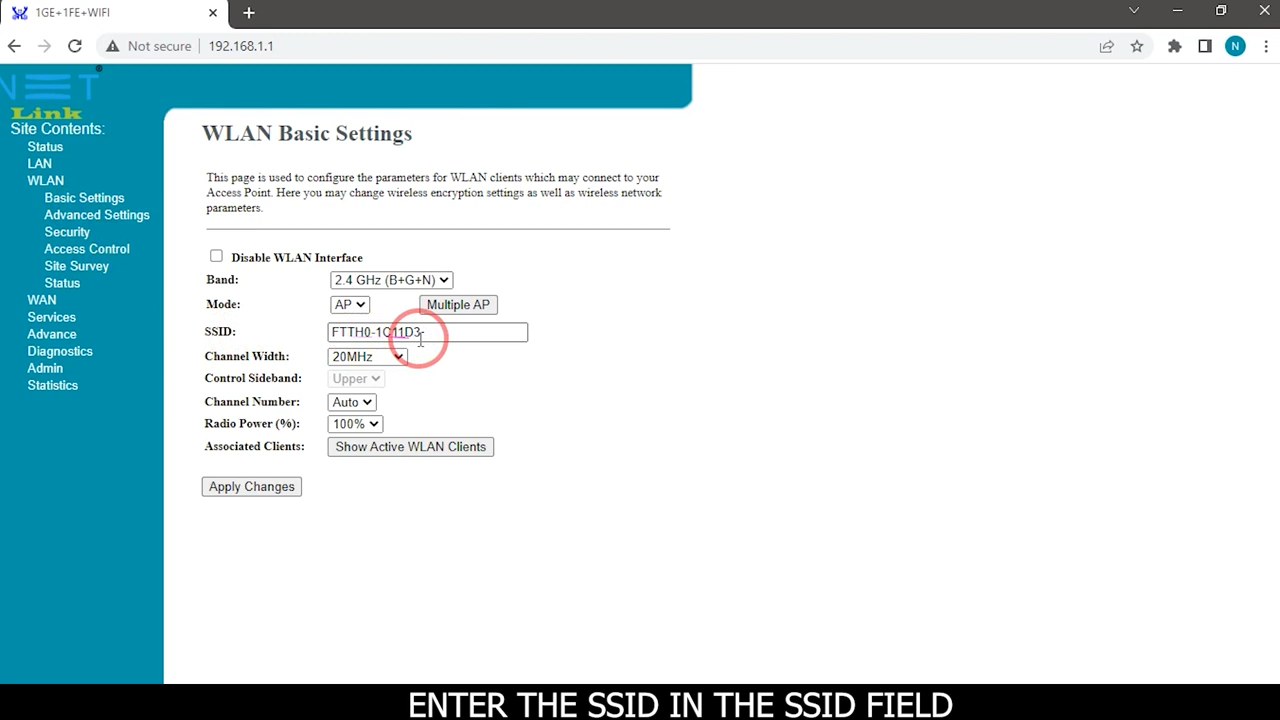 1GE+1FE+WIFI
Not secure 192.168.1.1
N
NET
Link
Site Contents:
Status
LAN
WLAN
Basic Settings
Advanced Settings
Security
Access Control
Site Survey
Status
WAN
Services
Advance
Diagnostics
Admin
Statistics
WLAN Basic Settings
This page is used to configure the parameters for WLAN clients which may connect to your
Access Point. Here you may change wireless encryption settings as well as wireless network
parameters.
Disable WLAN Interface
Band: 2.4 GHz (B+G+N)
Mode: AP Multiple AP
SSID: FTTH0-1C11D3-
Channel Width: 20MHz
Control Sideband: Upper
Channel Number: Auto
Radio Power (%): 100%
Associated Clients: Show Active WLAN Clients
Apply Changes
ENTER THE SSID IN THE SSID FIELD